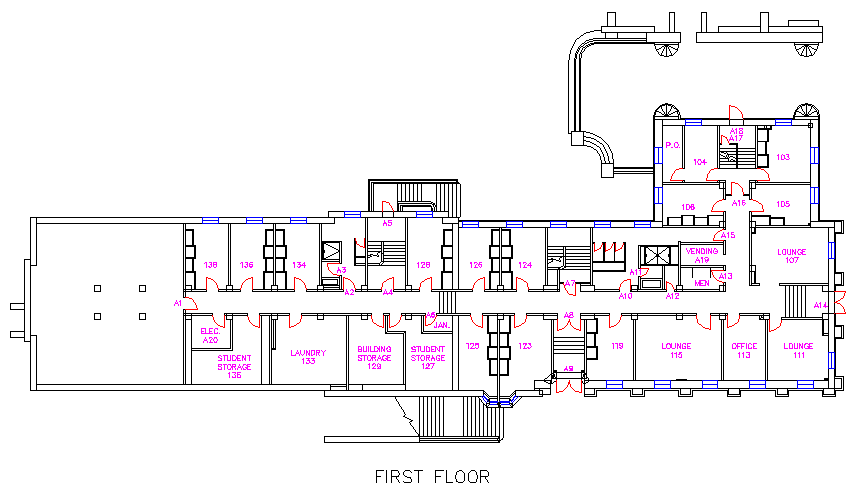 A18
A17
P.O.
104
103
106
A16
105
A5
A15
VENDING
A19
LOUNGE
107
138
136
134
A3
128
126
124
A11
MEN
A13
A2
A4
A7
A10
A12
A1
A14
A6
A8
ELEC.
A20
JAN.
STUDENT
STORAGE
LAUNDRY
133
BUILDING
STORAGE
129
STUDENT
STORAGE
127
125
123
119
LOUNGE
115
OFFICE
113
LOUNGE
111
A9
FIRST FLOOR